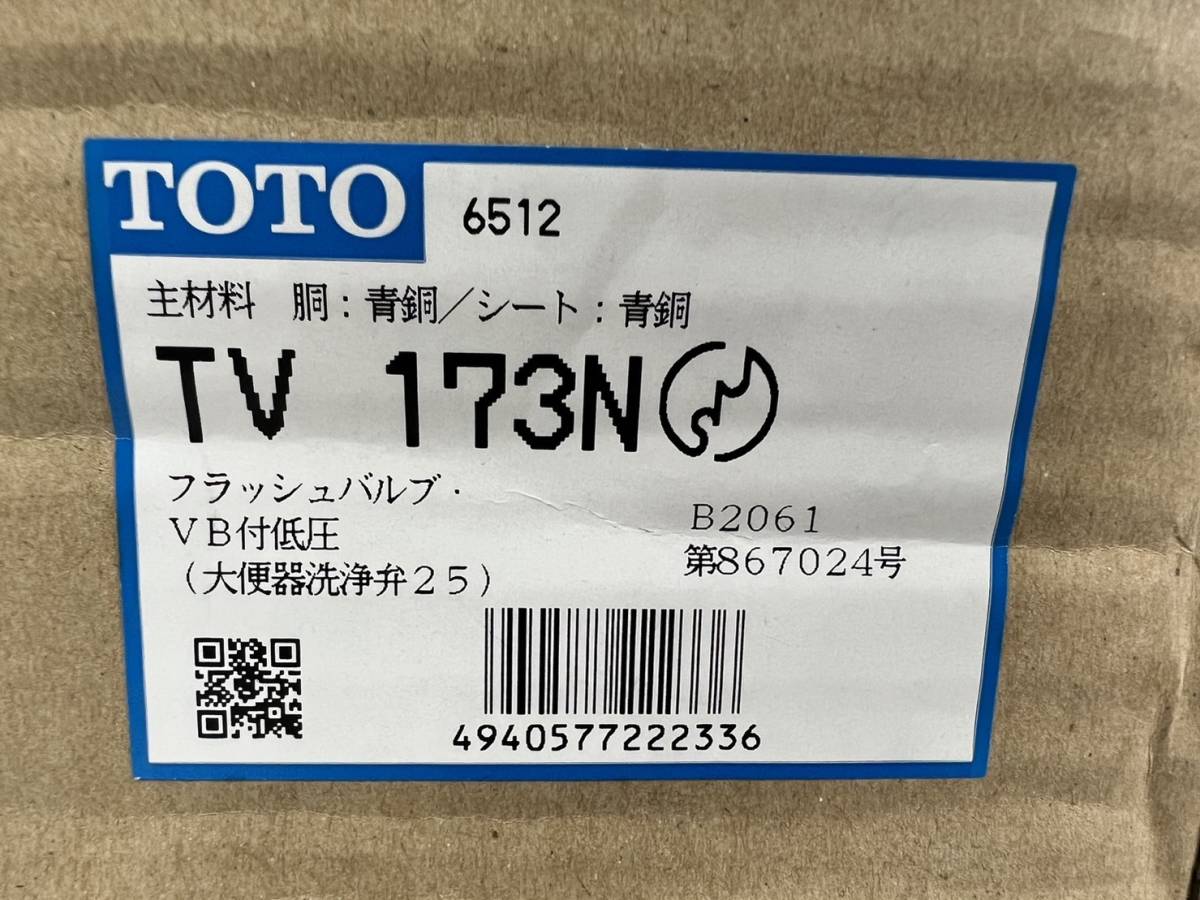 TOTO 6512
主材料 胴：青銅／シート：青銅
TV 173N
フラッシュバルブ・
ＶＢ付低圧
（大便器洗浄弁２５）
B2061
第867024号
4940577222336